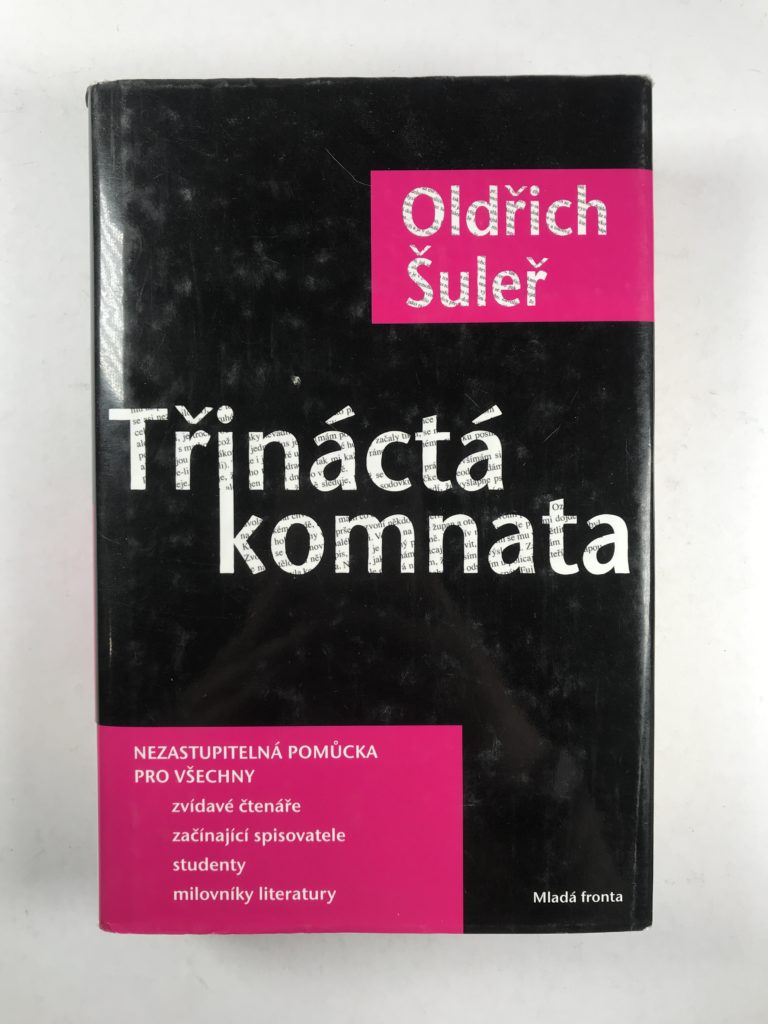 Oldřich
Šuleř
Třináctá
komnata
NEZASTUPITELNÁ POMŮCKA
PRO VŠECHNY
zvídavé čtenáře
začínající spisovatele
studenty
milovníky literatury
Mladá fronta